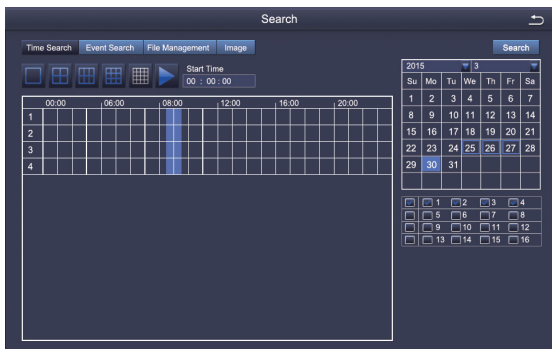 Search
Time Search Event Search File Management Image Search
Start Time
00 : 00 : 00
2015 3
Su Mo Tu We Th Fr Sa
1 2 3 4 5 6 7
8 9 10 11 12 13 14
15 16 17 18 19 20 21
22 23 24 25 26 27 28
29 30 31
00:00 06:00 08:00 12:00 16:00 20:00
1
2
3
4
1 2 3 4
5 6 7 8
9 10 11 12
13 14 15 16